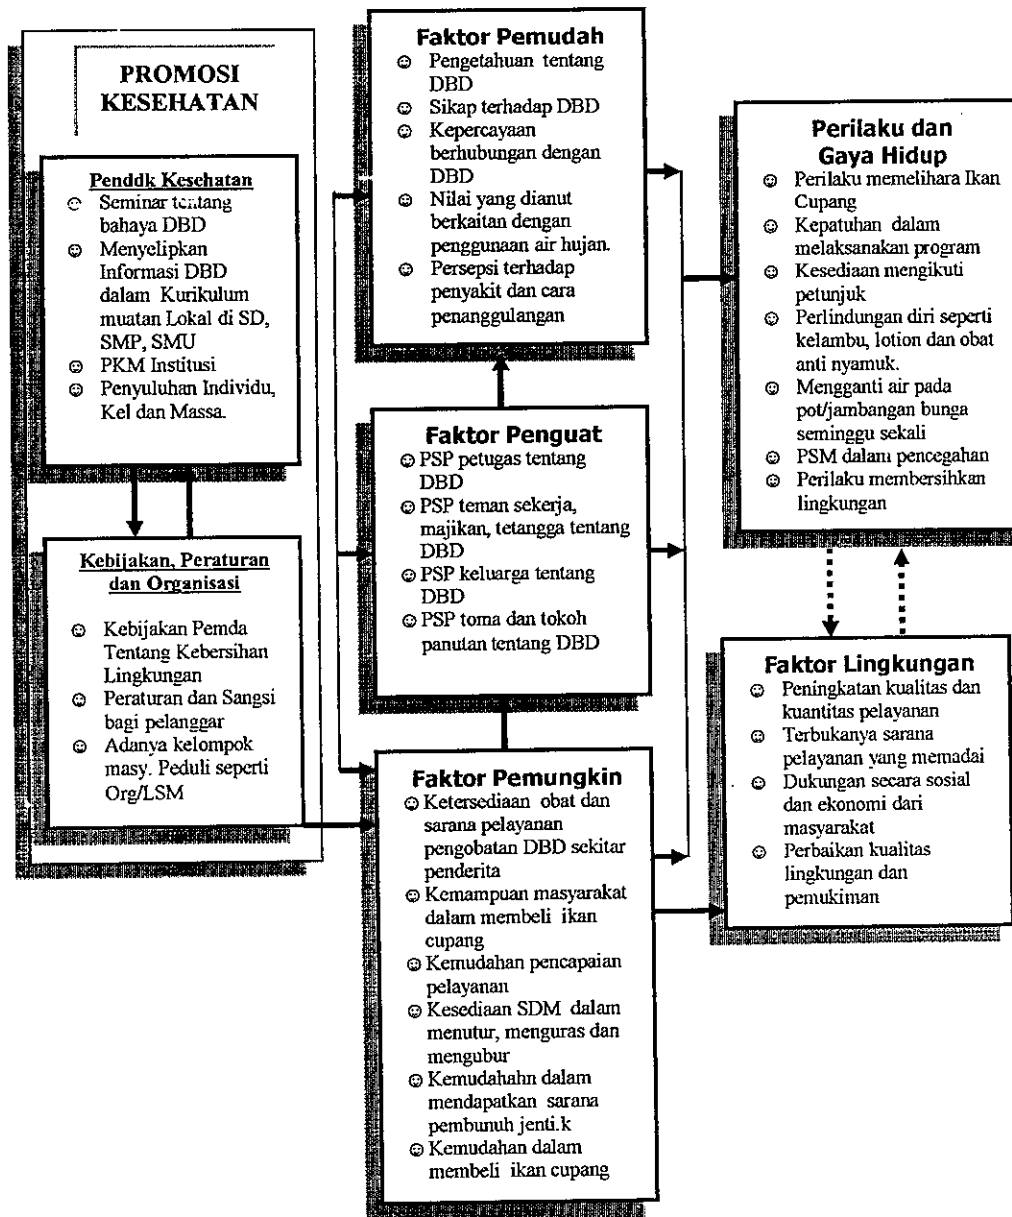 PROMOSI
KESEHATAN
Penddk Kesehatan
Seminar tentang
bahaya DBD
Menyelipkan
Informasi DBD
dalam Kurikulum
muatan Lokal di SD,
SMP, SMU
PKM Institusi
Penyuluhan Individu,
Kel dan Massa.
Kebijakan, Peraturan
dan Organisasi
Kebijakan Pemda
Tentang Kebersihan
Lingkungan
Peraturan dan Sangsi
bagi pelanggar
Adanya kelompok
masy. Peduli seperti
Org/LSM
Faktor Pemudah
Pengetahuan tentang
DBD
Sikap terhadap DBD
Kepercayaan
berhubungan dengan
DBD
Nilai yang dianut
berkaitan dengan
penggunaan air hujan.
Persepsi terhadap
penyakit dan cara
penanggulangan
Faktor Penguat
PSP petugas tentang
DBD
PSP teman sekerja,
majikan, tetangga tentang
DBD
PSP keluarga tentang
DBD
PSP toma dan tokoh
panutan tentang DBD
Faktor Pemungkin
Ketersediaan obat dan
sarana pelayanan
pengobatan DBD sekitar
penderita
Kemampuan masyarakat
dalam membeli ikan
cupang
Kemudahan pencapaian
pelayanan
Kesediaan SDM dalam
menutur, menguras dan
mengubur
Kemudahahn dalam
mendapatkan sarana
pembunuh jenti.k
Kemudahan dalam
membeli ikan cupang
Perilaku dan
Gaya Hidup
Perilaku memelihara Ikan
Cupang
Kepatuhan dalam
melaksanakan program
Kesediaan mengikuti
petunjuk
Perlindungan diri seperti
kelambu, lotion dan obat
anti nyamuk.
Mengganti air pada
pot/jambangan bunga
seminggu sekali
PSM dalam pencegahan
Perilaku membersihkan
lingkungan
Faktor Lingkungan
Peningkatan kualitas dan
kuantitas pelayanan
Terbukanya sarana
pelayanan yang memadai
Dukungan secara sosial
dan ekonomi dari
masyarakat
Perbaikan kualitas
lingkungan dan
pemukiman